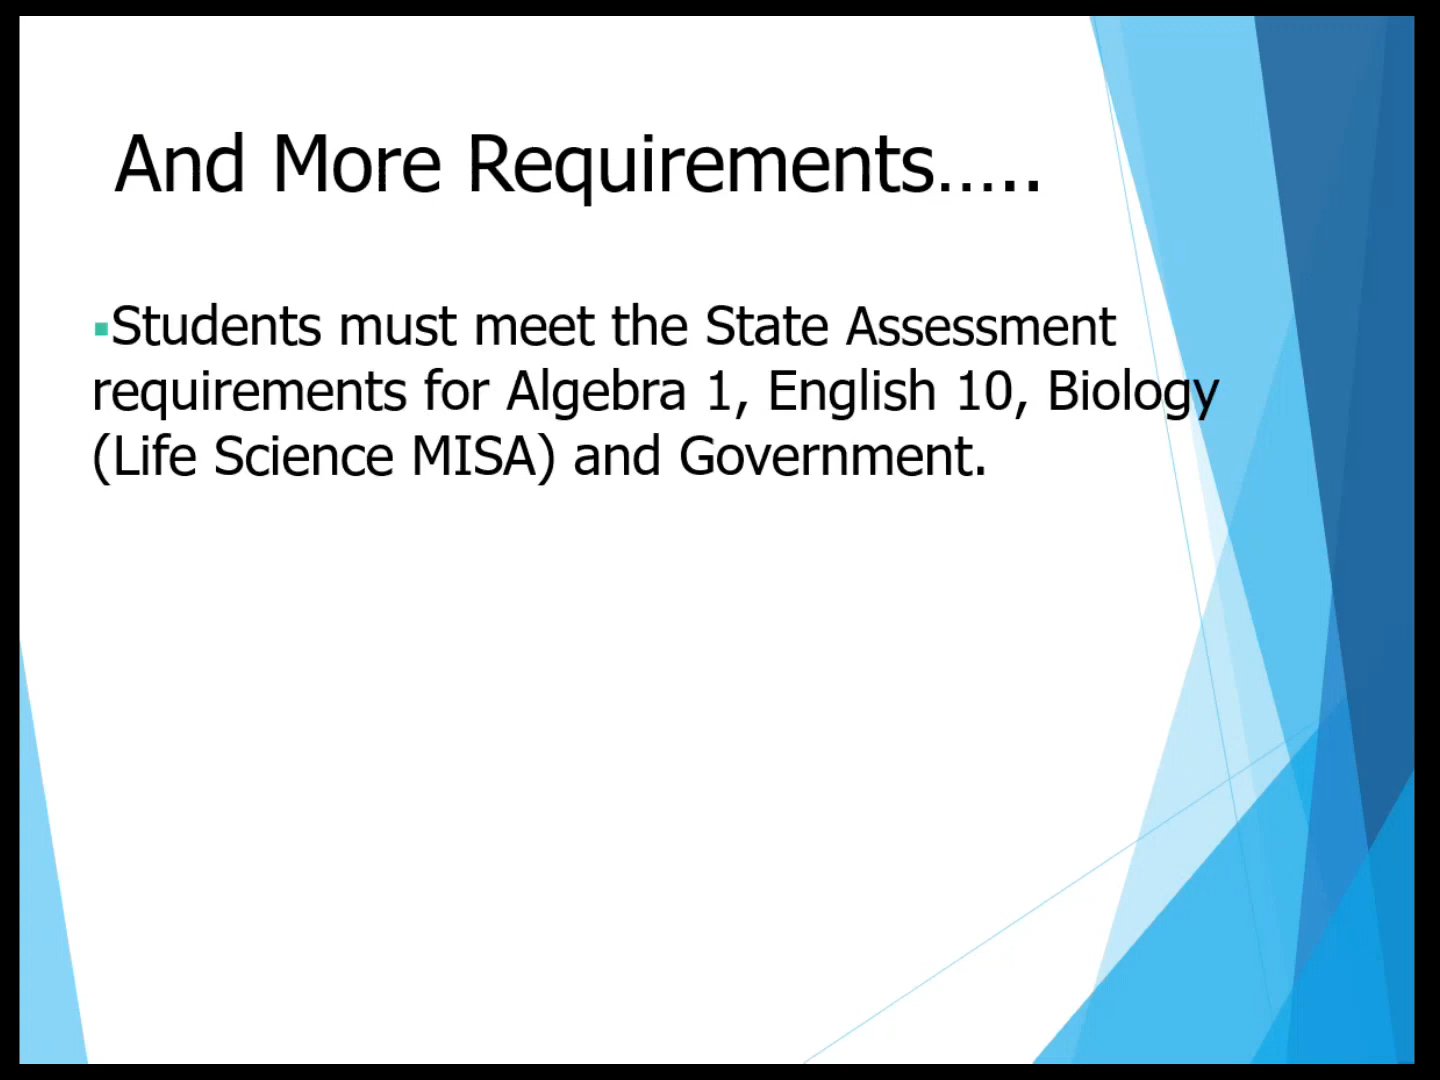 And More Requirements…..
▪Students must meet the State Assessment
requirements for Algebra 1, English 10, Biology
(Life Science MISA) and Government.